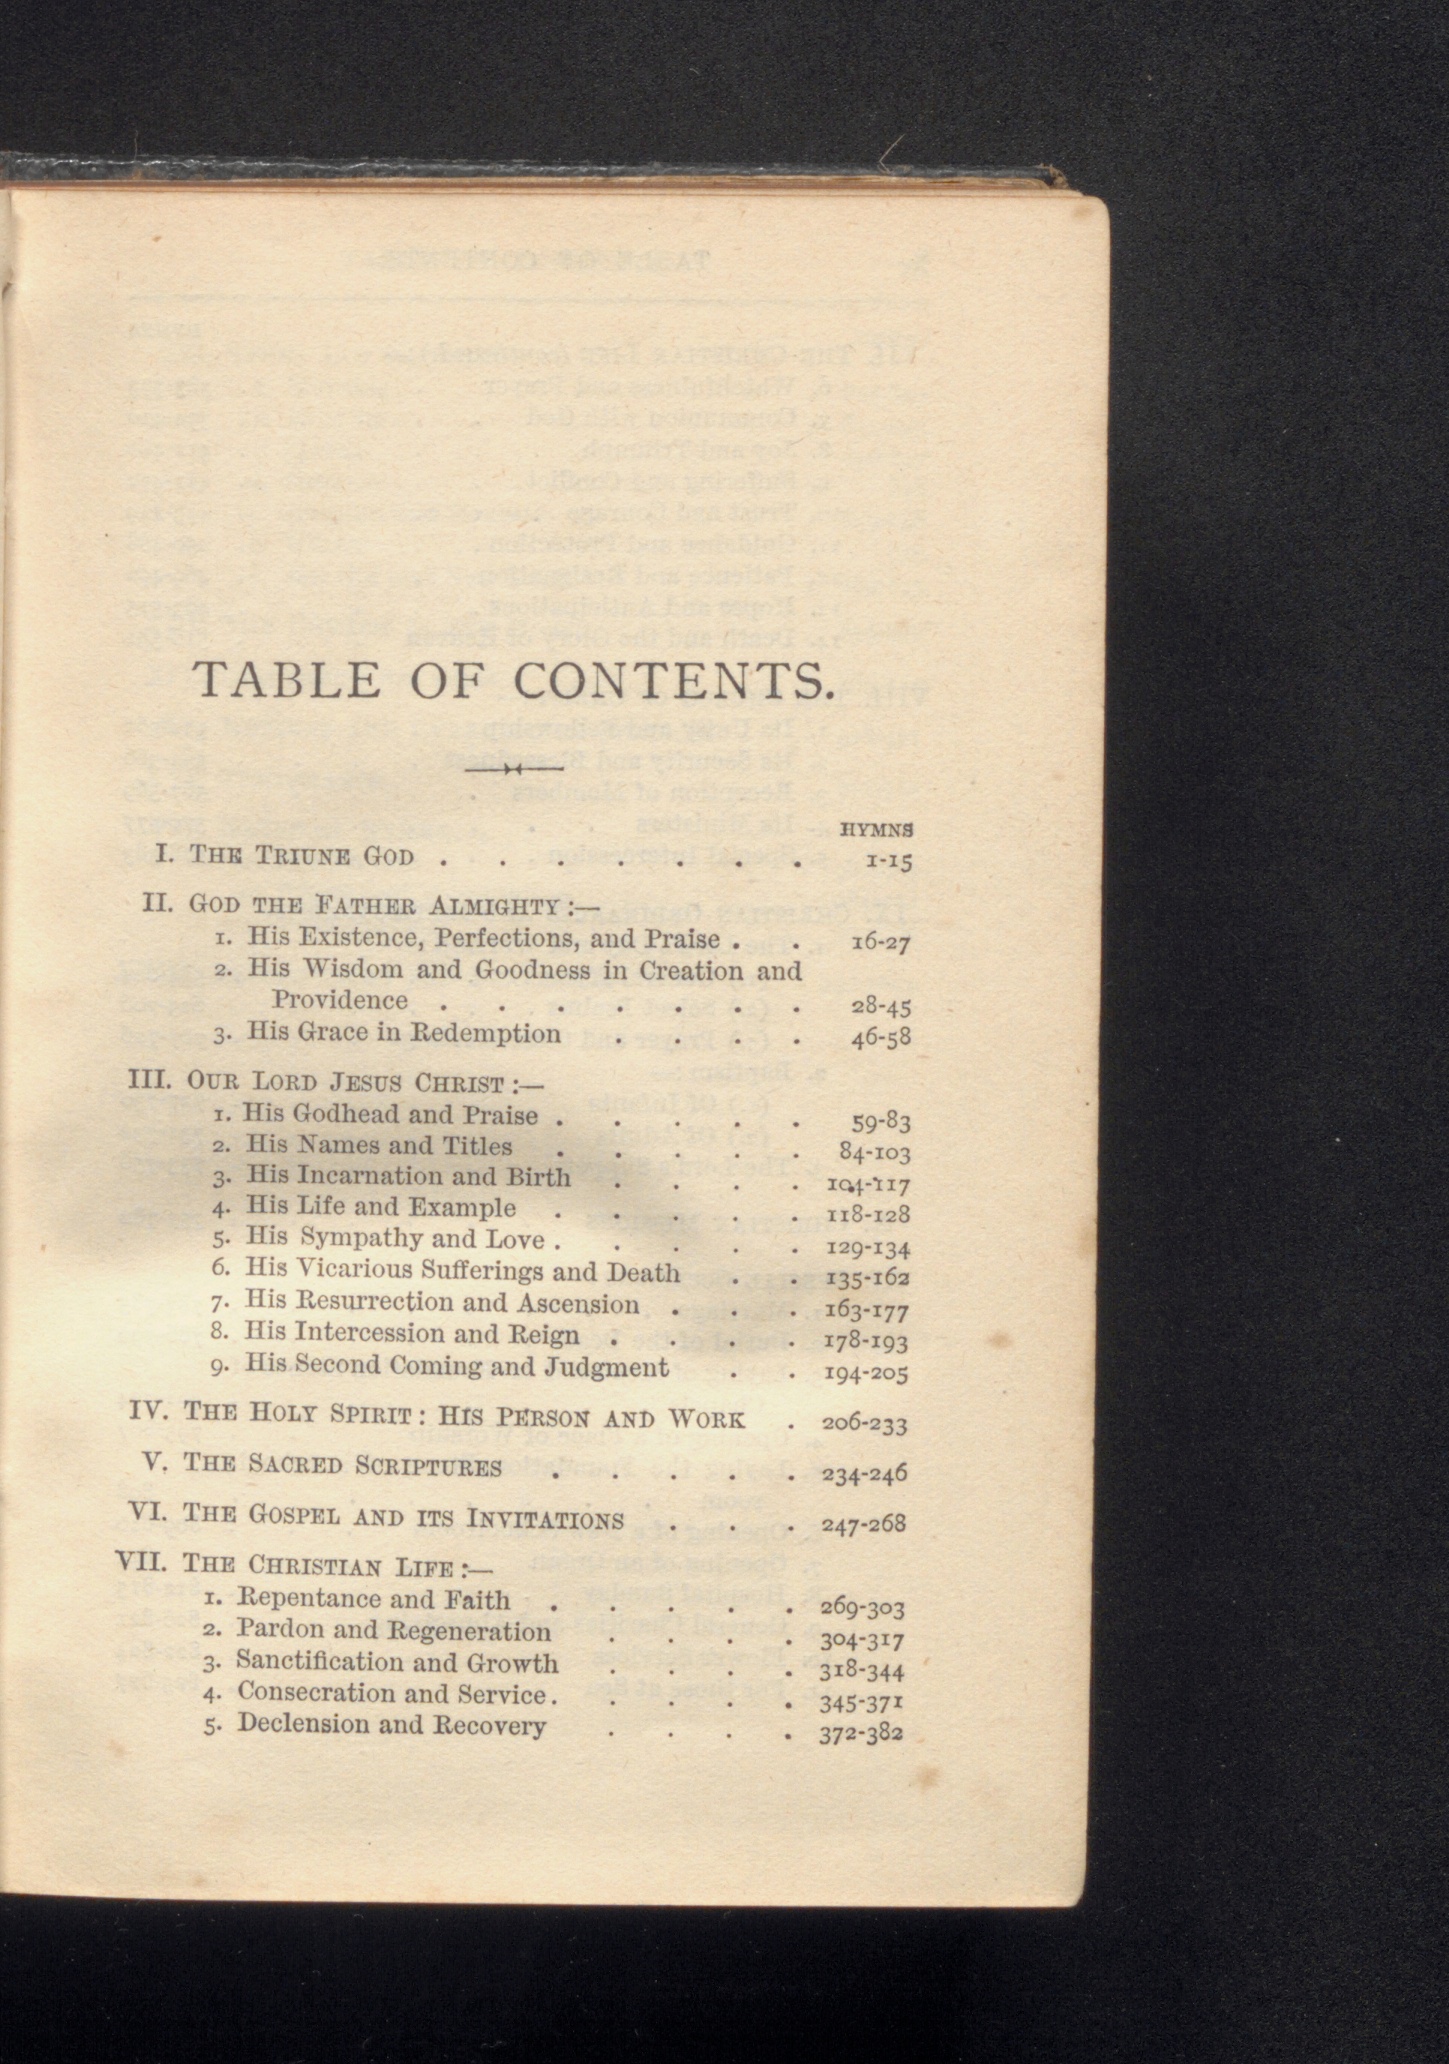 TABLE OF CONTENTS.
HYMNS
I. THE TRIUNE GOD . . . . . . . 1-15
II. GOD THE FATHER ALMIGHTY :—
1. His Existence, Perfections, and Praise . . 16-27
2. His Wisdom and Goodness in Creation and
Providence . . . . . . . 28-45
3. His Grace in Redemption . . . . 46-58
III. OUR LORD JESUS CHRIST :—
1. His Godhead and Praise . . . . . 59-83
2. His Names and Titles . . . . . 84-103
3. His Incarnation and Birth . . . . 104-117
4. His Life and Example . . . . . 118-128
5. His Sympathy and Love . . . . . 129-134
6. His Vicarious Sufferings and Death . . 135-162
7. His Resurrection and Ascension . . . 163-177
8. His Intercession and Reign . . . . 178-193
9. His Second Coming and Judgment . . 194-205
IV. THE HOLY SPIRIT : HIS PERSON AND WORK . 206-233
V. THE SACRED SCRIPTURES . . . . . 234-246
VI. THE GOSPEL AND ITS INVITATIONS . . . 247-268
VII. THE CHRISTIAN LIFE :—
1. Repentance and Faith . . . . . 269-303
2. Pardon and Regeneration . . . . 304-317
3. Sanctification and Growth . . . . 318-344
4. Consecration and Service . . . . . 345-371
5. Declension and Recovery . . . . 372-382